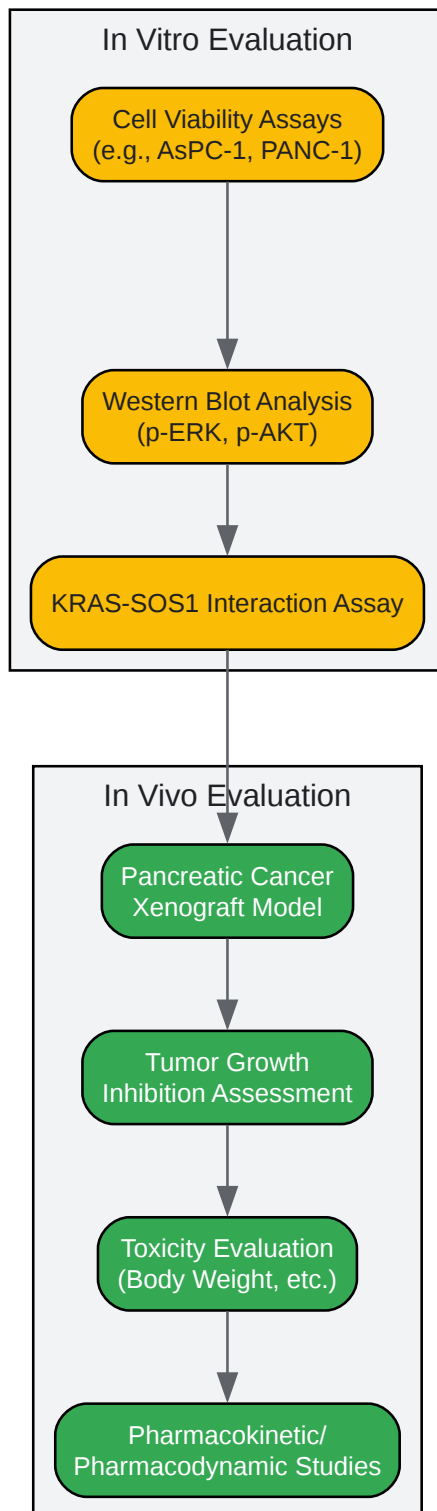 In Vitro Evaluation
Cell Viability Assays
(e.g., AsPC-1, PANC-1)
Western Blot Analysis
(p-ERK, p-AKT)
KRAS-SOS1 Interaction Assay
In Vivo Evaluation
Pancreatic Cancer
Xenograft Model
Tumor Growth
Inhibition Assessment
Toxicity Evaluation
(Body Weight, etc.)
Pharmacokinetic/
Pharmacodynamic Studies